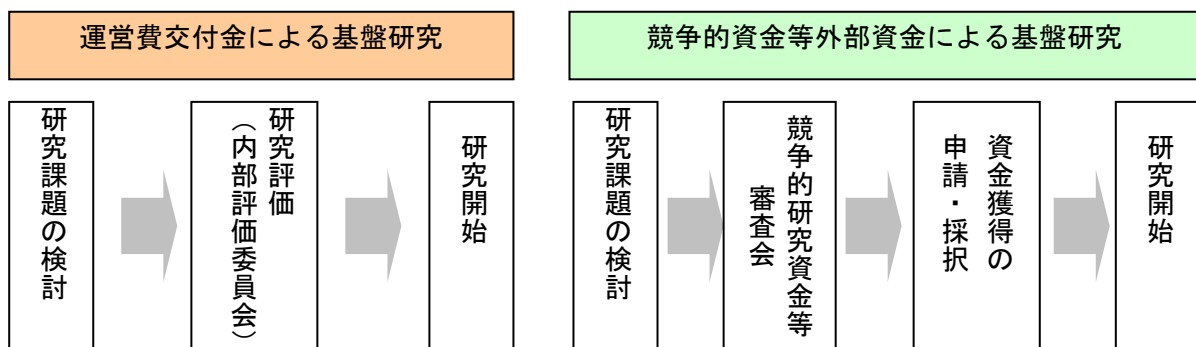 運営費交付金による基盤研究
研究課題の検討
研究評価
（内部評価委員会）
研究開始
競争的資金等外部資金による基盤研究
研究課題の検討
競争的研究資金等
審査会
資金獲得の
申請・採択
研究開始